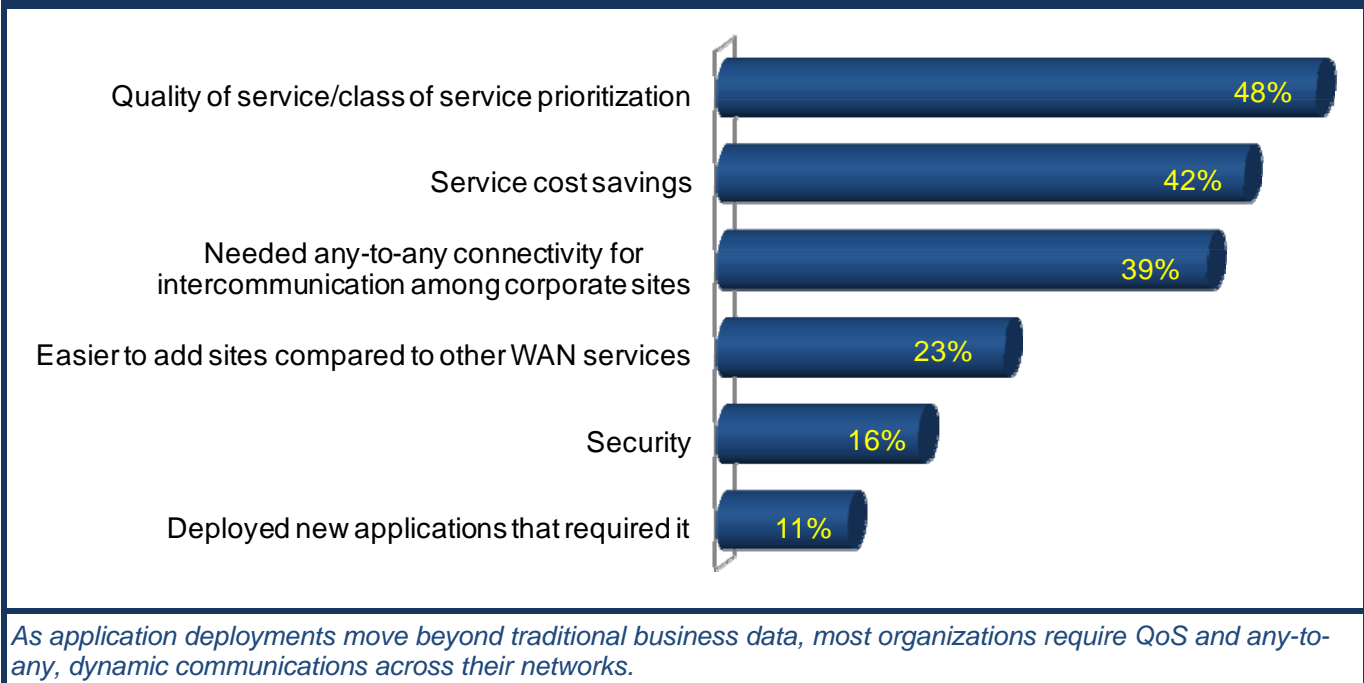 Quality of service/class of service prioritization
48%
Service cost savings
42%
Needed any-to-any connectivity for
intercommunication among corporate sites
39%
Easier to add sites compared to other WAN services
23%
Security
16%
Deployed new applications that required it
11%
As application deployments move beyond traditional business data, most organizations require QoS and any-to-
any, dynamic communications across their networks.